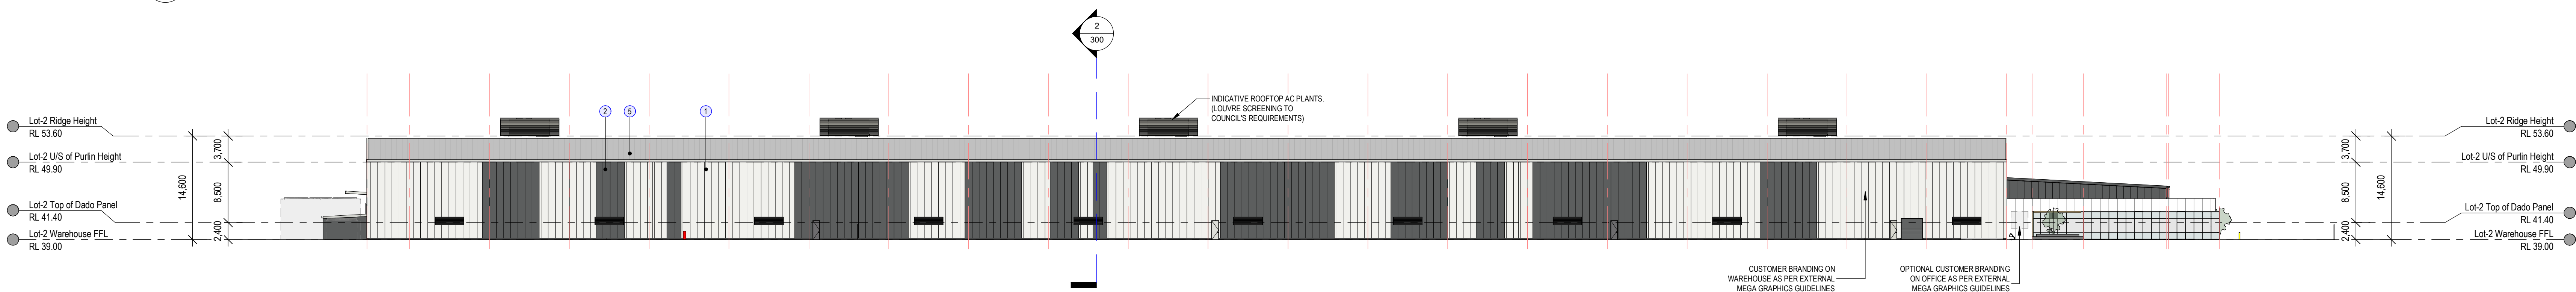 2
300
INDICATIVE ROOFTOP AC PLANTS.
(LOUVRE SCREENING TO
COUNCIL'S REQUIREMENTS)
2
5
1
Lot-2 Ridge Height
RL 53.60
Lot-2 U/S of Purlin Height
RL 49.90
Lot-2 Top of Dado Panel
RL 41.40
Lot-2 Warehouse FFL
RL 39.00
14,600
3,700
8,500
2,400
CUSTOMER BRANDING ON
WAREHOUSE AS PER EXTERNAL
MEGA GRAPHICS GUIDELINES
OPTIONAL CUSTOMER BRANDING
ON OFFICE AS PER EXTERNAL
MEGA GRAPHICS GUIDELINES
3,700
8,500
2,400
14,600
Lot-2 Ridge Height
RL 53.60
Lot-2 U/S of Purlin Height
RL 49.90
Lot-2 Top of Dado Panel
RL 41.40
Lot-2 Warehouse FFL
RL 39.00